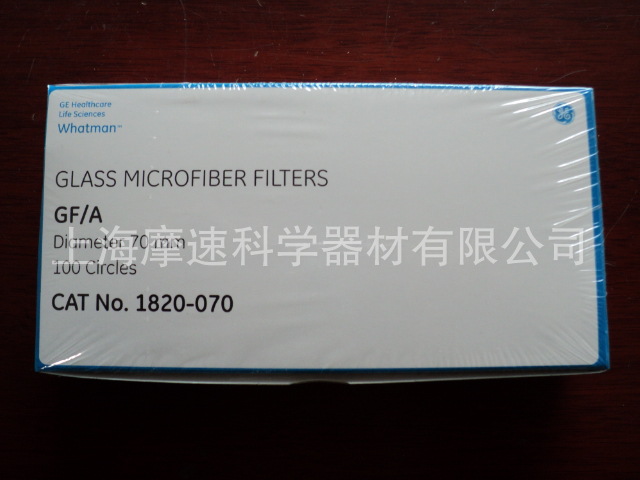 GE Healthcare
Life Sciences
Whatman™
GLASS MICROFIBER FILTERS
GF/A
Diameter 70 mm
上海摩速科学器材有限公司
100 Circles
CAT No. 1820-070